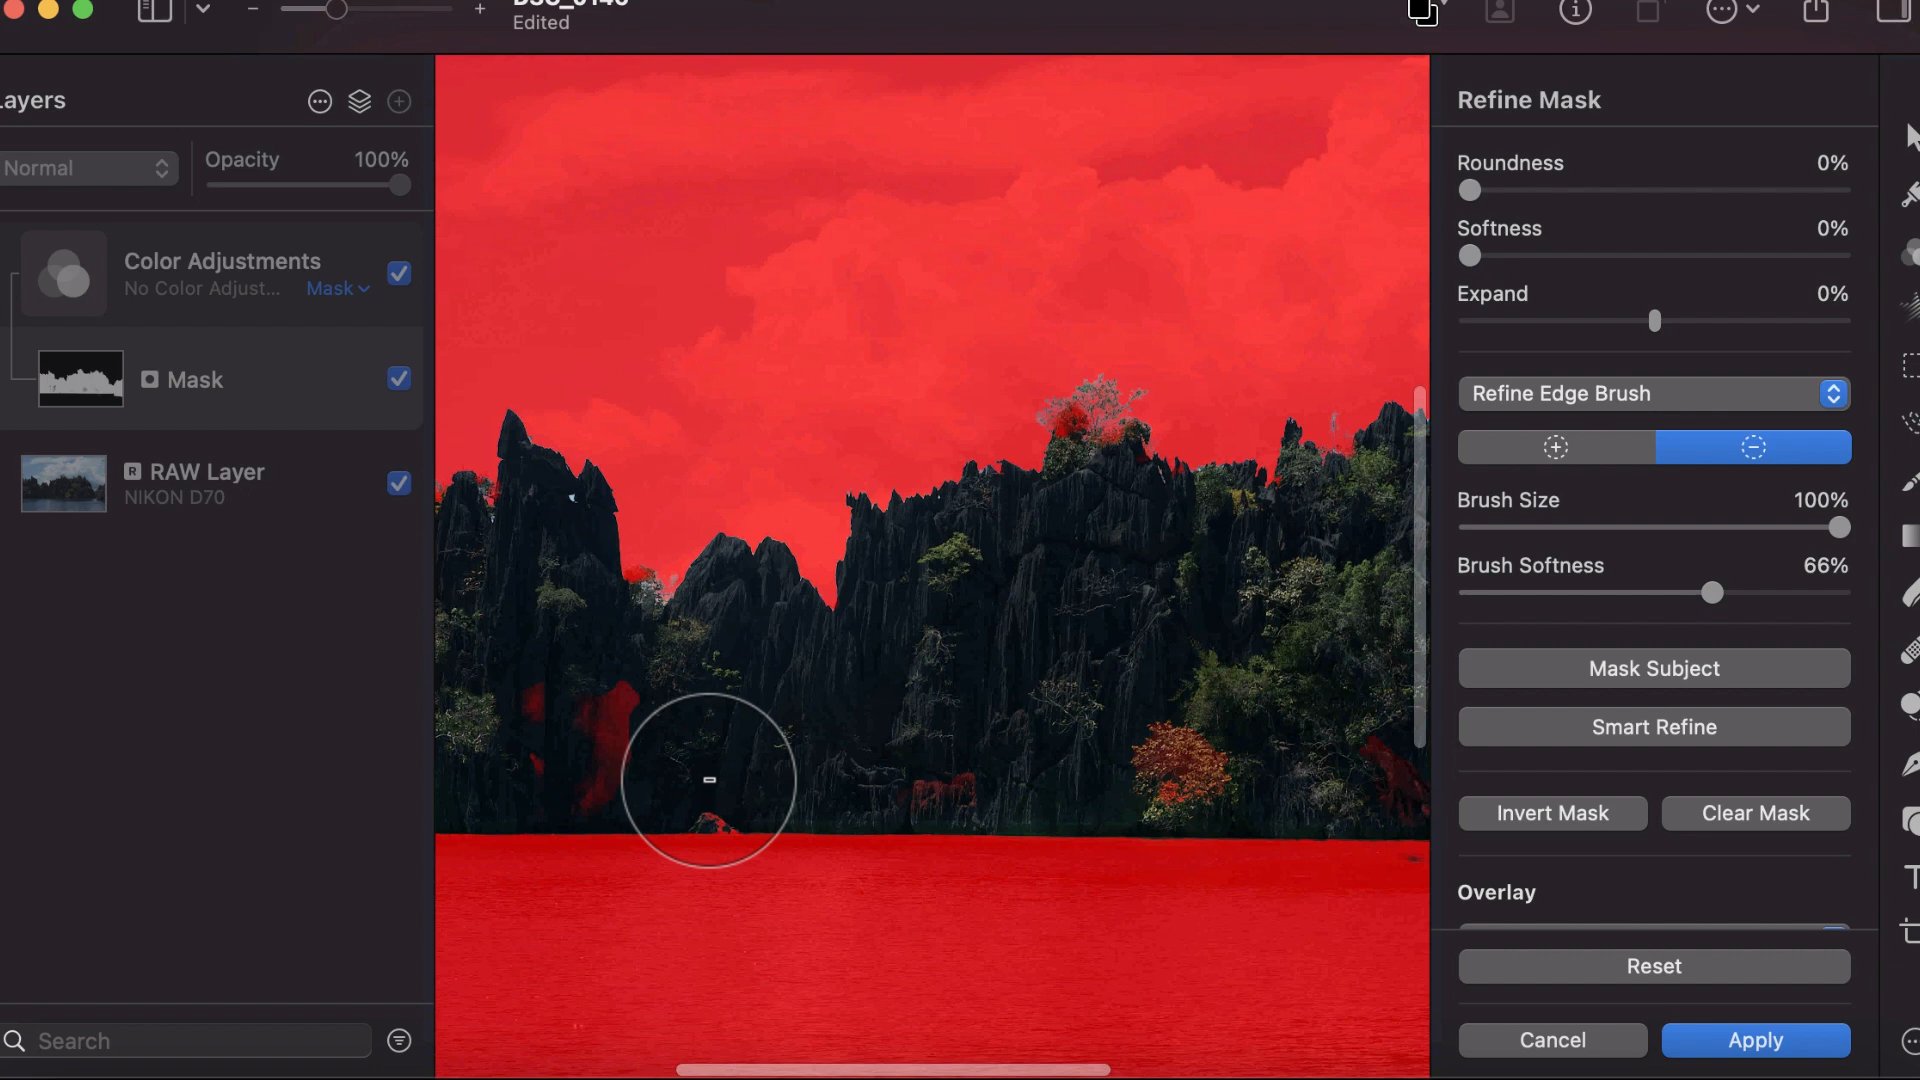 Edited
Layers
Normal
Opacity 100%
Color Adjustments
No Color Adjust... Mask
Mask
R RAW Layer
NIKON D70
Search
Refine Mask
Roundness 0%
Softness 0%
Expand 0%
Refine Edge Brush
Brush Size 100%
Brush Softness 66%
Mask Subject
Smart Refine
Invert Mask Clear Mask
Overlay
Reset
Cancel Apply